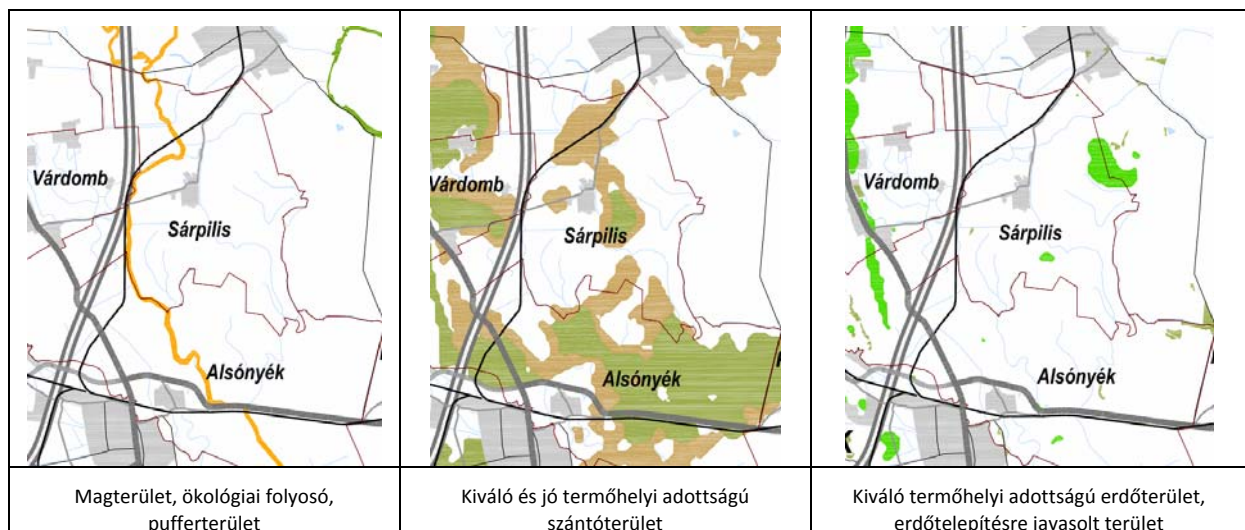 Várdomb
Sárpilis
Alsónyék
Várdomb
Sárpilis
Alsónyék
Várdomb
Sárpilis
Alsónyék
Magterület, ökológiai folyosó,
pufferterület
Kiváló és jó termőhelyi adottságú
szántóterület
Kiváló termőhelyi adottságú erdőterület,
erdőtelepítésre javasolt terület